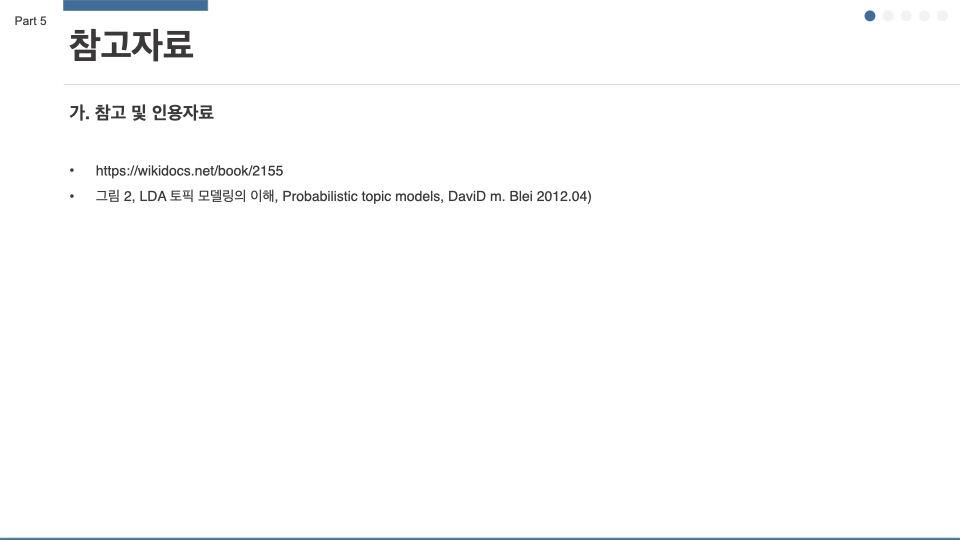 Part 5
참고자료
가. 참고 및 인용자료
• https://wikidocs.net/book/2155
• 그림 2, LDA 토픽 모델링의 이해, Probabilistic topic models, DaviD m. Blei 2012.04)